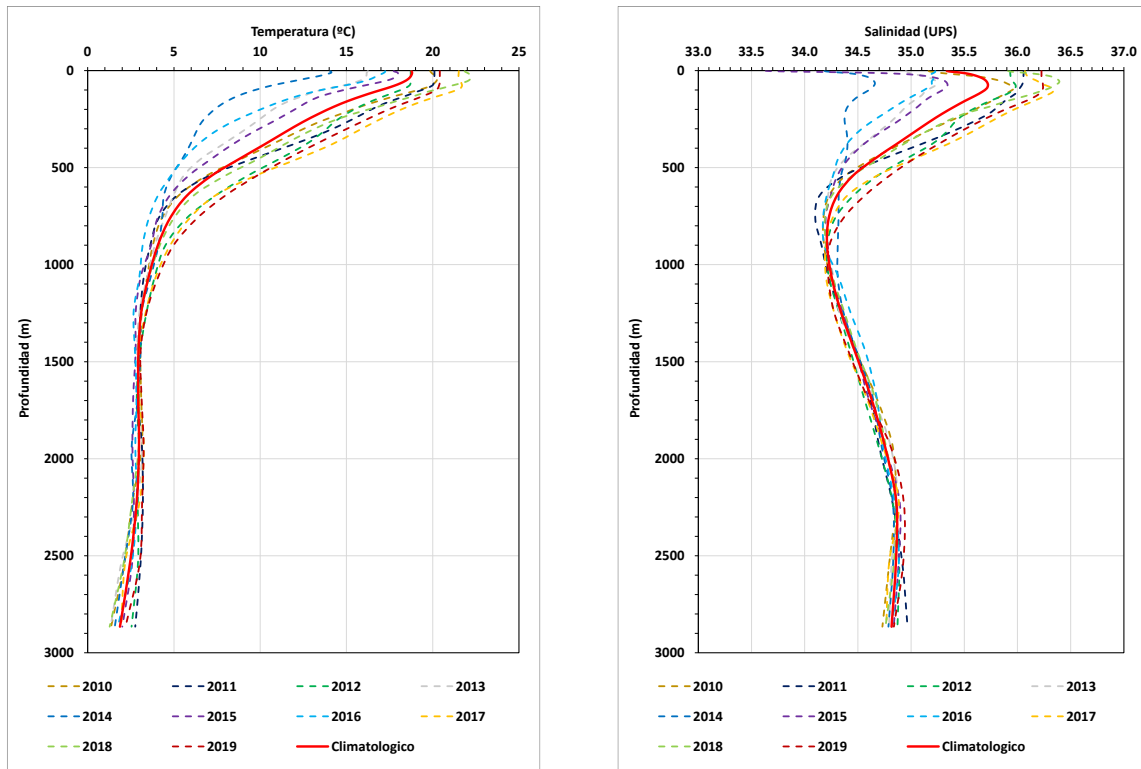 Temperatura (ºC)
0 5 10 15 20 25
0
500
1000
1500
2000
2500
3000
Profundidad (m)
2010 2011 2012 2013
2014 2015 2016 2017
2018 2019 Climatologico
Salinidad (UPS)
33.0 33.5 34.0 34.5 35.0 35.5 36.0 36.5 37.0
0
500
1000
1500
2000
2500
3000
Profundidad (m)
2010 2011 2012 2013
2014 2015 2016 2017
2018 2019 Climatologico